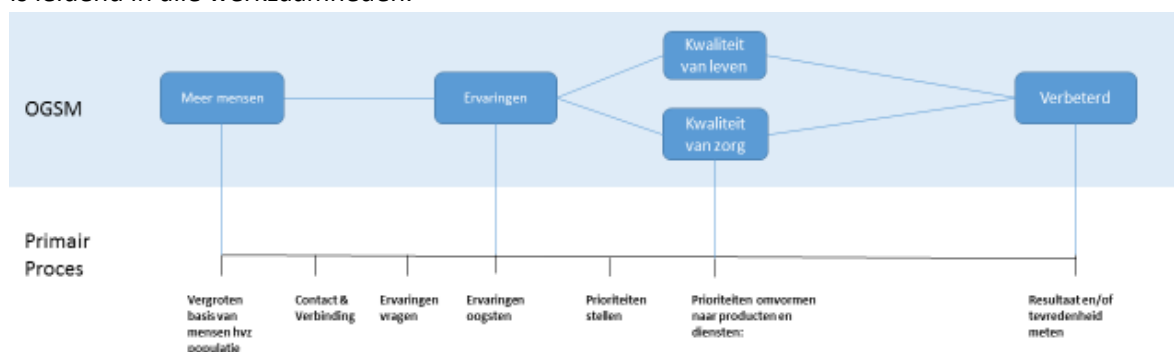 is leidend in alle werkzaamheden.
OGSM
Meer mensen
Ervaringen
Kwaliteit
van leven
Kwaliteit
van zorg
Verbeterd
Primair
Proces
Vergroten
basis van
mensen hvz
populatie
Contact &
Verbinding
Ervaringen
vragen
Ervaringen
oogsten
Prioriteiten
stellen
Prioriteiten omvormen
naar producten en
diensten:
Resultaat en/of
tevredenheid
meten